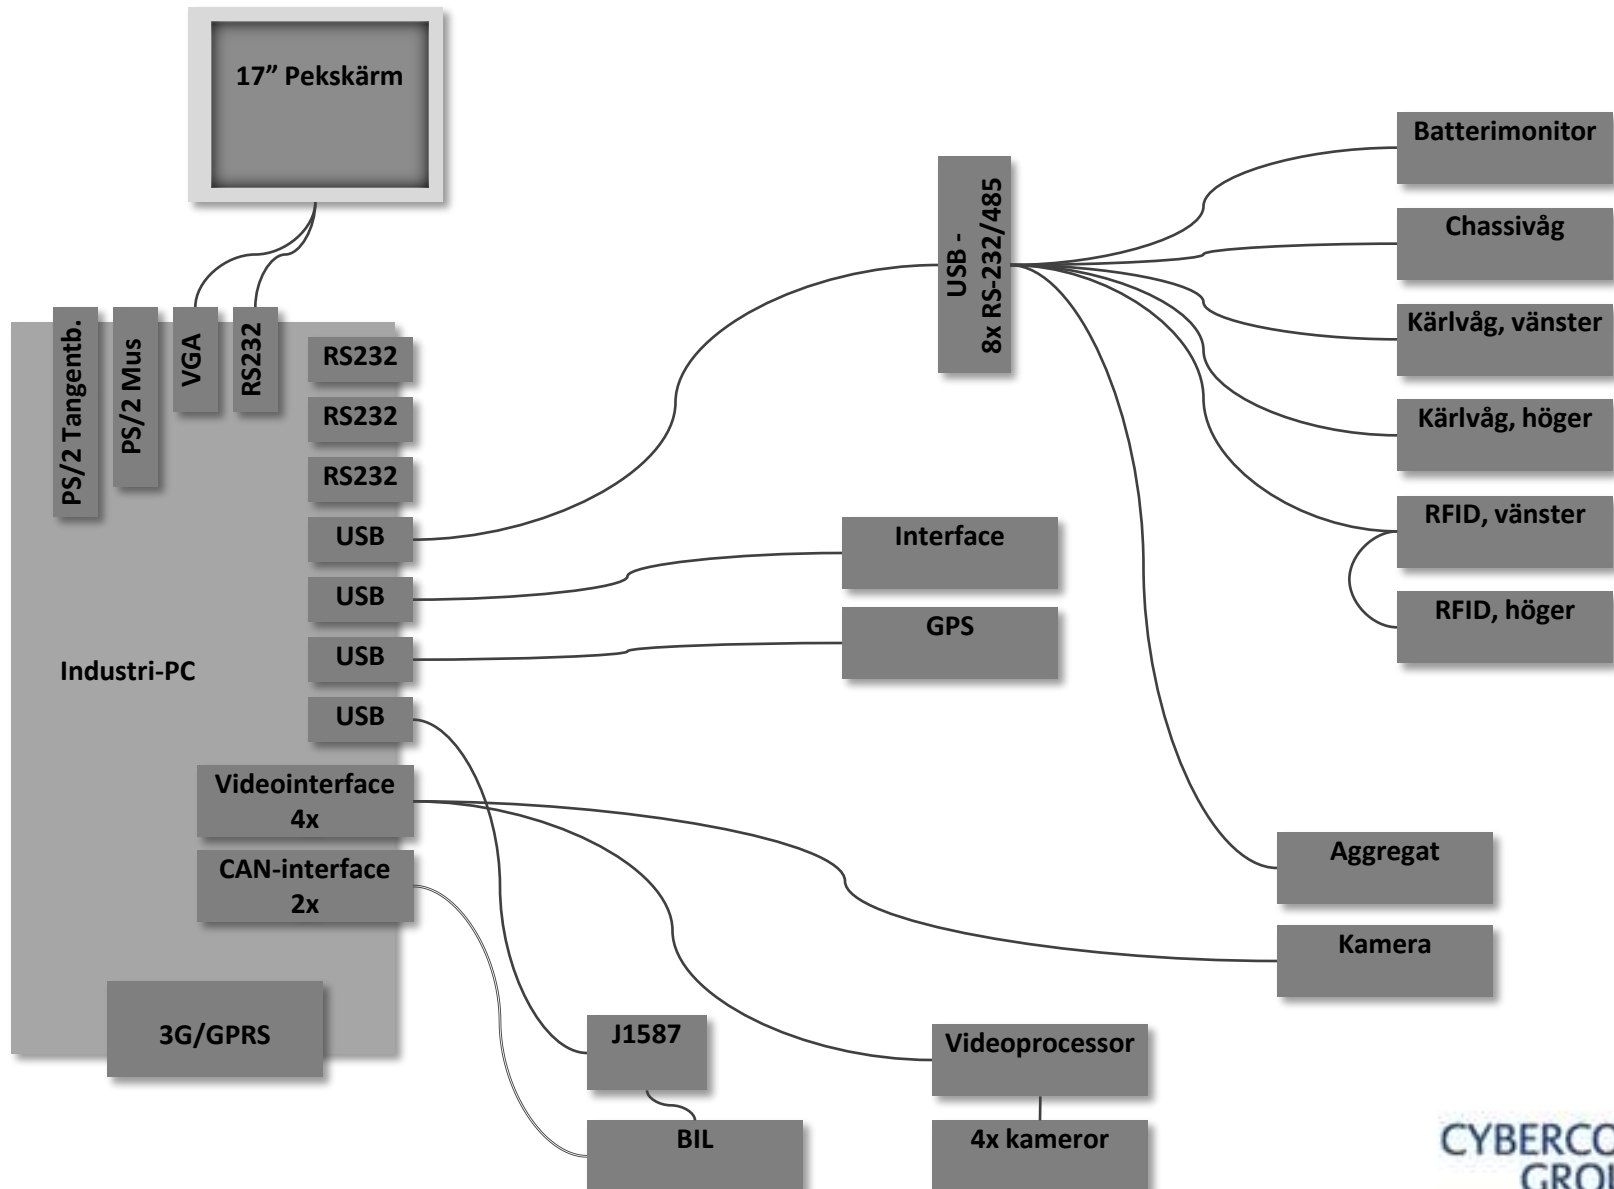 17” Pekskärm
PS/2 Tangentb.
PS/2 Mus
VGA
RS232
RS232
RS232
RS232
USB
USB
USB
USB
Industri-PC
Videointerface
4x
CAN-interface
2x
3G/GPRS
USB -
8x RS-232/485
Interface
GPS
Batterimonitor
Chassivåg
Kärlvåg, vänster
Kärlvåg, höger
RFID, vänster
RFID, höger
Aggregat
Kamera
J1587
BIL
Videoprocessor
4x kameror